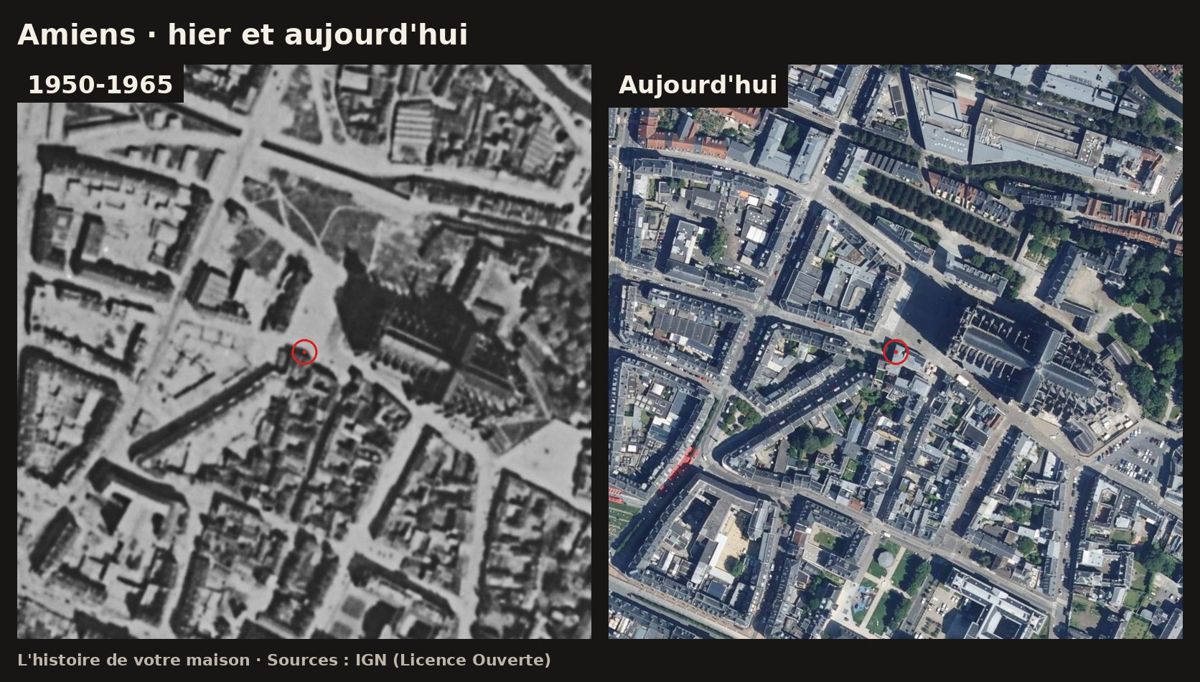 Amiens · hier et aujourd'hui
1950-1965
Aujourd'hui
L'histoire de votre maison · Sources : IGN (Licence Ouverte)